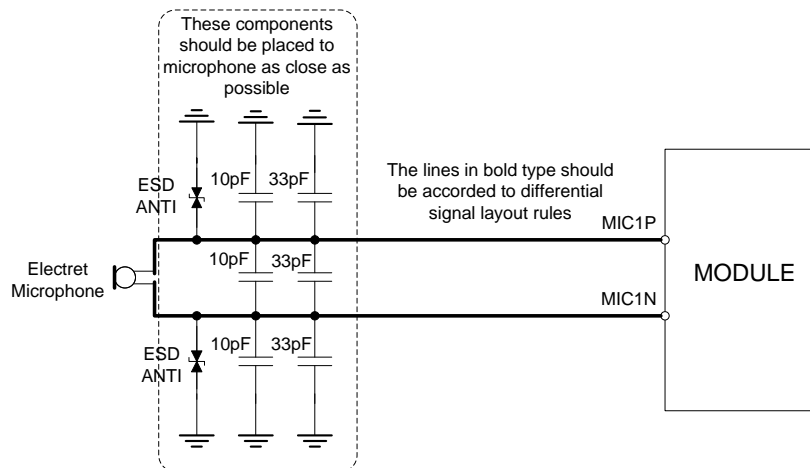 These components
should be placed to
microphone as close as
possible
10pF
33pF
ESD
ANTI
The lines in bold type should
be accorded to differential
signal layout rules
MIC1P
Electret
Microphone
10pF
33pF
MODULE
MIC1N
ESD
ANTI
10pF
33pF